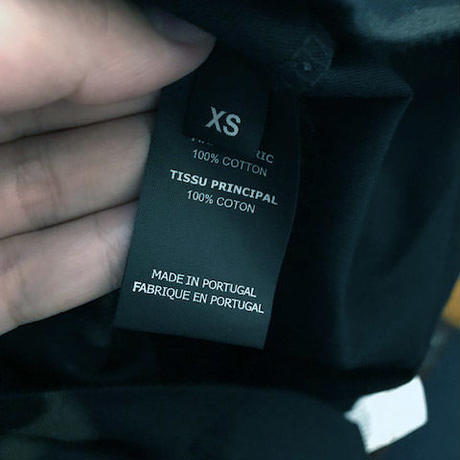 XS
100% COTTON
TISSU PRINCIPAL
100% COTON
MADE IN PORTUGAL
FABRIQUE EN PORTUGAL